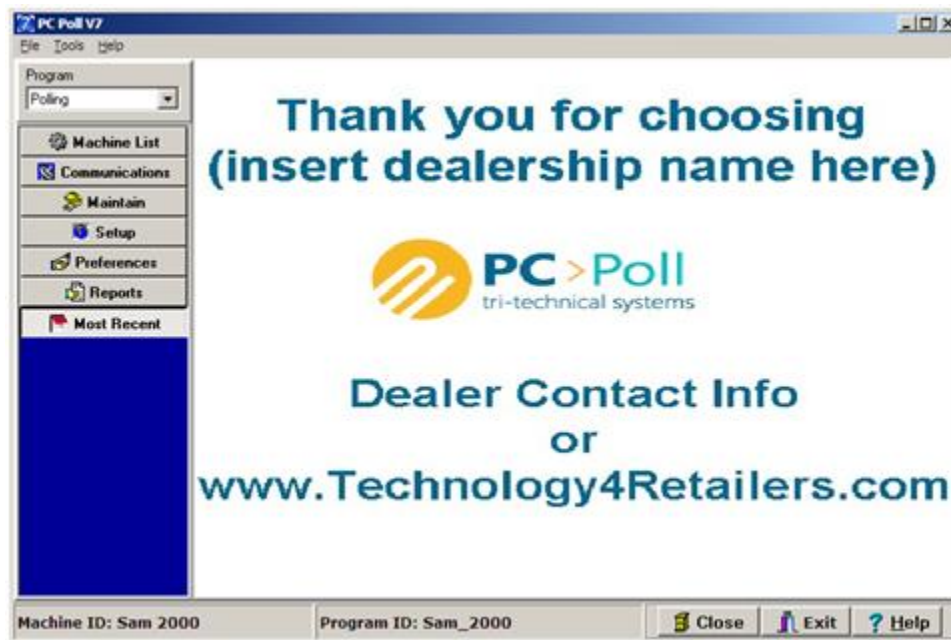 PC Poll V7
File Tools Help
Program
Polling
Machine List
Communications
Maintain
Setup
Preferences
Reports
Most Recent
Thank you for choosing
(insert dealership name here)
PC>Poll
tri-technical systems
Dealer Contact Info
or
www.Technology4Retailers.com
Machine ID: Sam 2000
Program ID: Sam_2000
Close
Exit
? Help